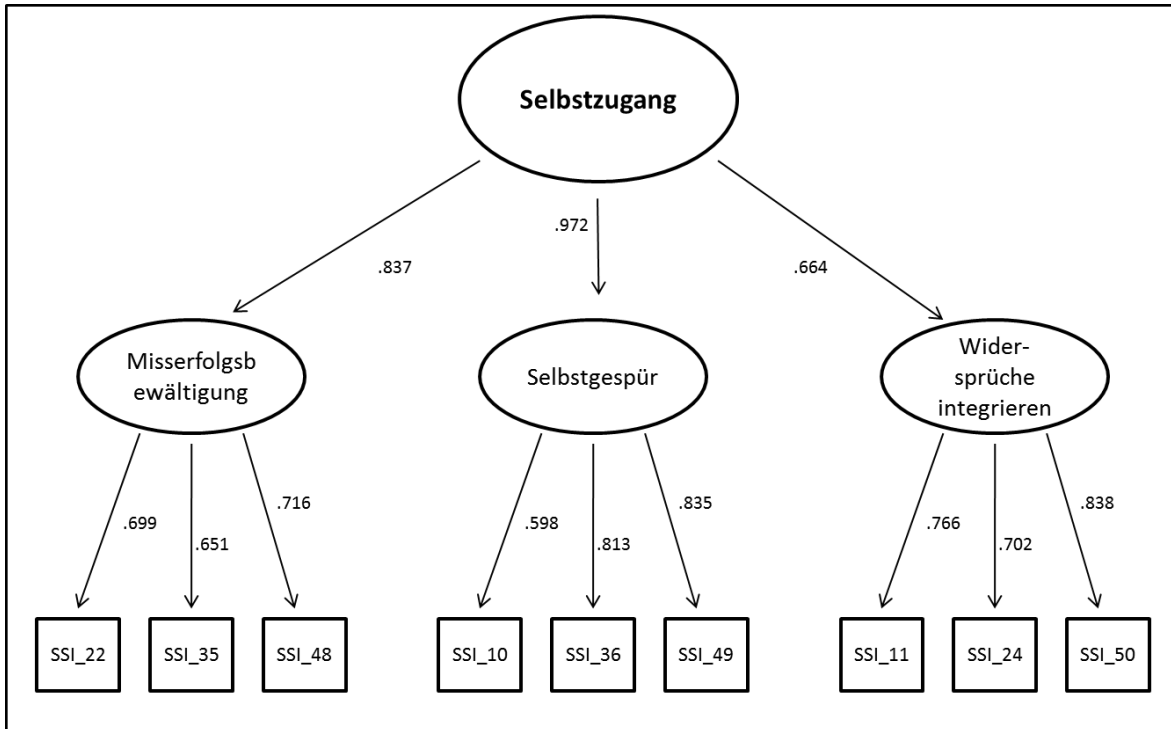 Selbstzugang
.972
.837
.664
Misserfolgsb
ewältigung
Selbstgespür
Wider-
sprüche
integrieren
.699
.651
.716
.598
.813
.835
.766
.702
.838
SSI_22
SSI_35
SSI_48
SSI_10
SSI_36
SSI_49
SSI_11
SSI_24
SSI_50